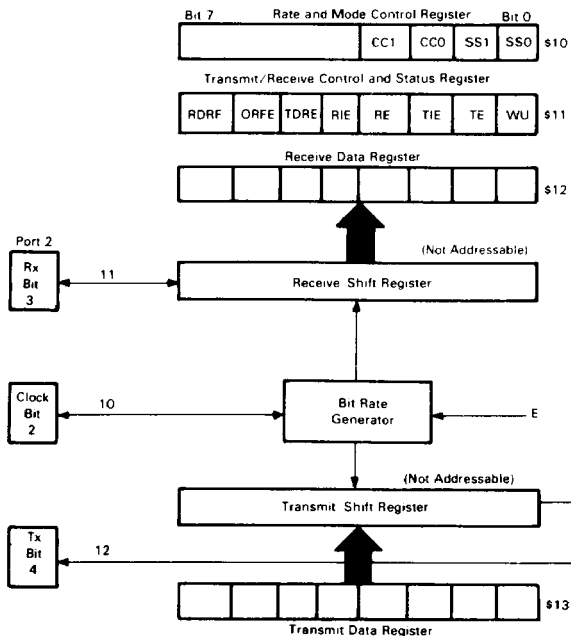 Bit 7 Rate and Mode Control Register Bit 0
CC1 CC0 SS1 SS0 $10
Transmit/Receive Control and Status Register
RDRF ORFE TDRE RIE RE TIE TE WU $11
Receive Data Register
$12
Port 2
(Not Addressable)
Rx
Bit
3
11
Receive Shift Register
Clock
Bit
2
10
Bit Rate
Generator
E
(Not Addressable)
Transmit Shift Register
Tx
Bit
4
12
$13
Transmit Data Register